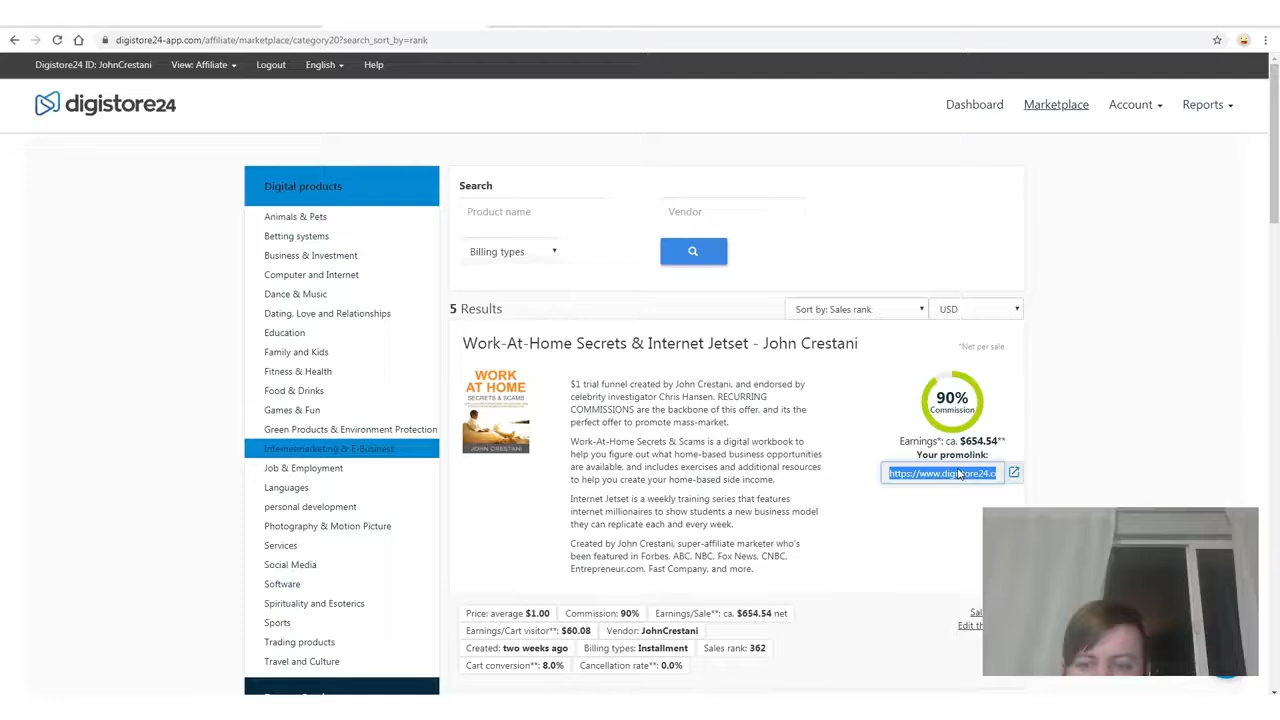 digistore24-app.com/affiliate/marketplace/category20?search_sort_by=rank
Digistore24 ID: JohnCrestani
View: Affiliate
Logout
English
Help
digistore24
Dashboard
Marketplace
Account
Reports
Digital products
Animals & Pets
Betting systems
Business & Investment
Computer and Internet
Dance & Music
Dating, Love and Relationships
Education
Family and Kids
Fitness & Health
Food & Drinks
Games & Fun
Green Products & Environment Protection
Internetmarketing & E-Business
Job & Employment
Languages
personal development
Photography & Motion Picture
Services
Social Media
Software
Spirituality and Esoterics
Sports
Trading products
Travel and Culture
Search
Product name
Vendor
Billing types
5 Results
Sort by: Sales rank
USD
Work-At-Home Secrets & Internet Jetset - John Crestani
*Net per sale
WORK
AT HOME
SECRETS & SCAMS
JOHN CRESTANI
$1 trial funnel created by John Crestani, and endorsed by
celebrity investigator Chris Hansen. RECURRING
COMMISSIONS are the backbone of this offer, and its the
perfect offer to promote mass-market.
Work-At-Home Secrets & Scams is a digital workbook to
help you figure out what home-based business opportunities
are available, and includes exercises and additional resources
to help you create your home-based side income.
Internet Jetset is a weekly training series that features
internet millionaires to show students a new business model
they can replicate each and every week.
Created by John Crestani, super-affiliate marketer who's
been featured in Forbes, ABC, NBC, Fox News, CNBC,
Entrepreneur.com, Fast Company, and more.
90%
Commission
Earnings*: ca. $654.54**
Your promolink:
https://www.digistore24.c
Price: average $1.00
Commission: 90%
Earnings/Sale**: ca. $654.54 net
Earnings/Cart visitor**: $60.08
Vendor: JohnCrestani
Created: two weeks ago
Billing types: Installment
Sales rank: 362
Cart conversion**: 8.0%
Cancellation rate**: 0.0%
Sal
Edit th